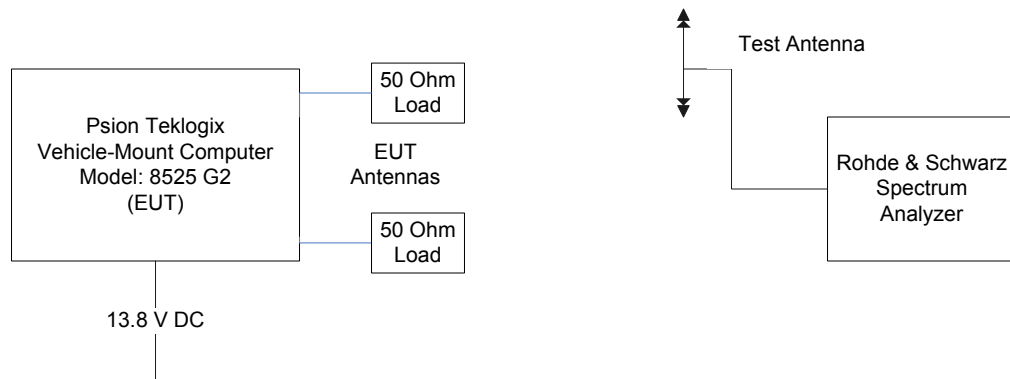 Psion Teklogix
Vehicle-Mount Computer
Model: 8525 G2
(EUT)
50 Ohm
Load
EUT
Antennas
50 Ohm
Load
13.8 V DC
Test Antenna
Rohde & Schwarz
Spectrum
Analyzer